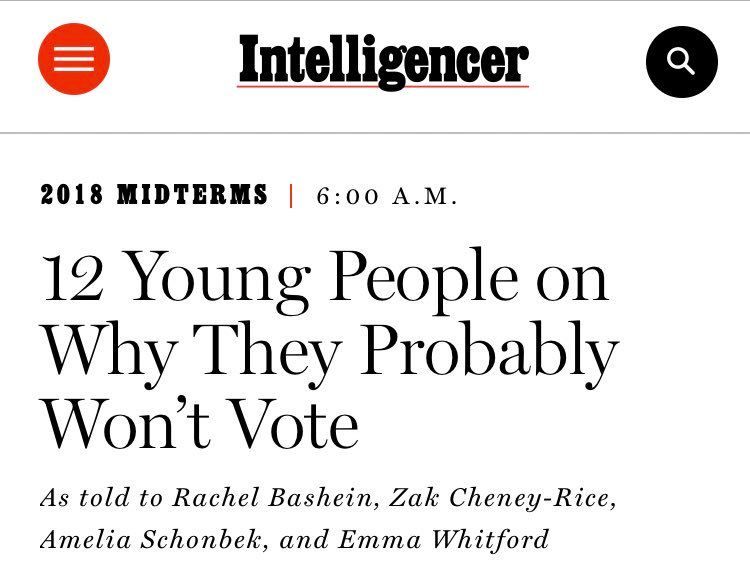 Intelligencer
2018 MIDTERMS | 6:00 A.M.
12 Young People on
Why They Probably
Won’t Vote
As told to Rachel Bashein, Zak Cheney-Rice,
Amelia Schonbek, and Emma Whitford